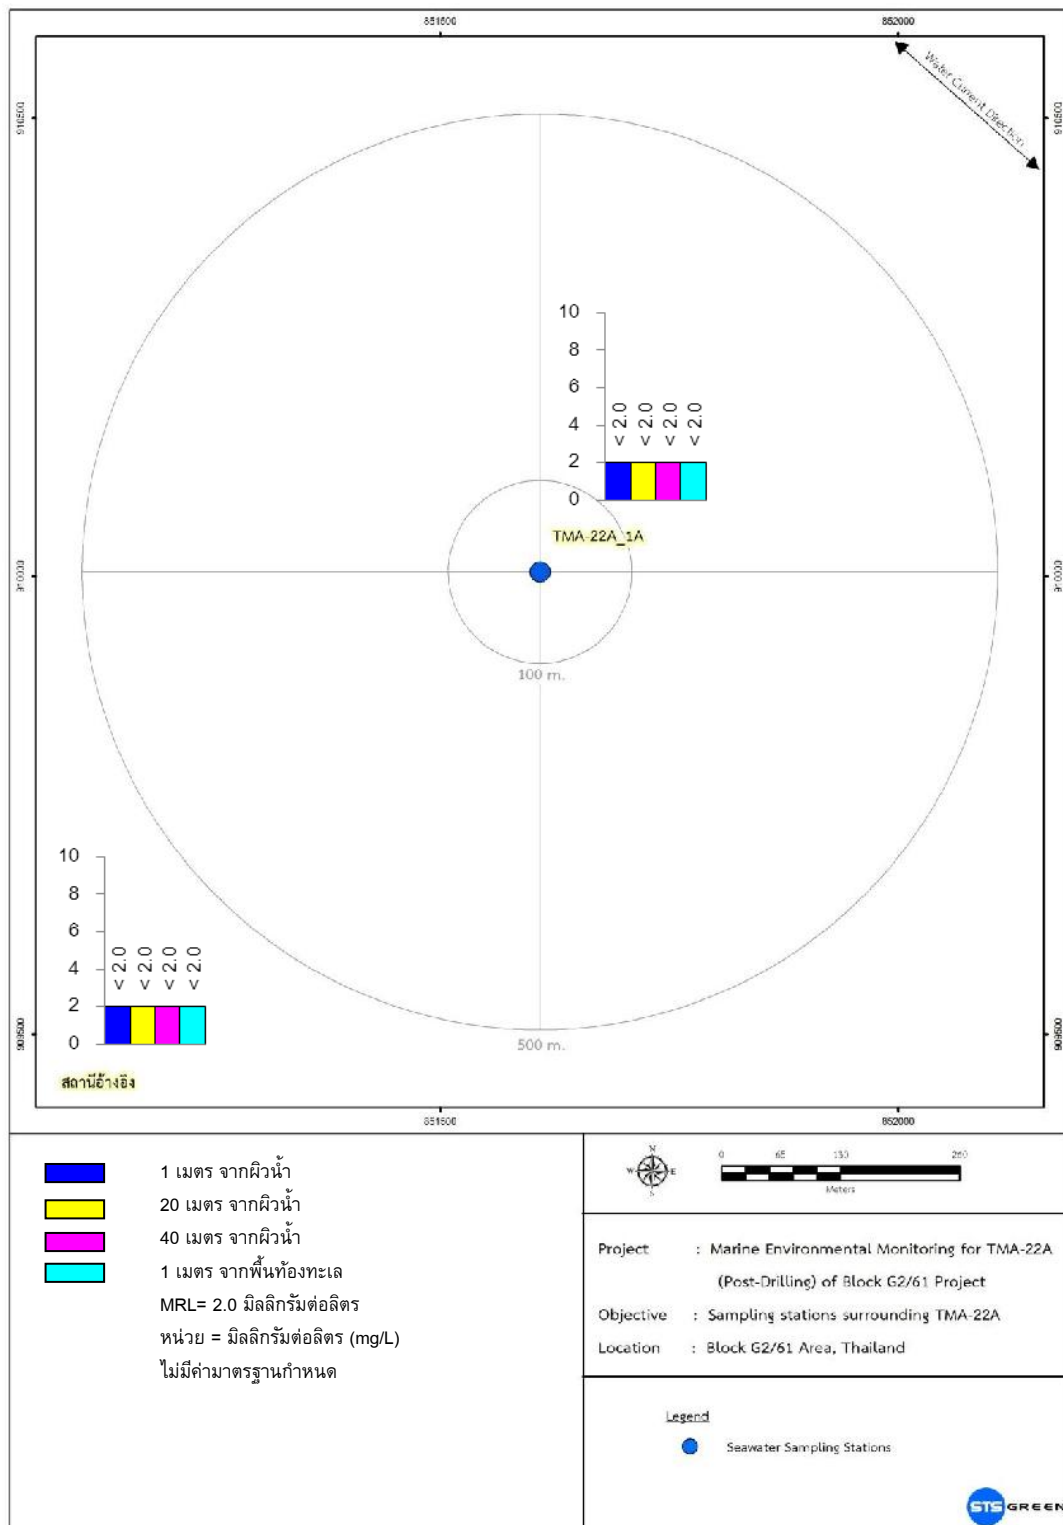 851600
852000
Water Current Direction
910500
910500
10
8
6
4
2
0
< 2.0
< 2.0
< 2.0
< 2.0
TMA-22A_1A
910000
910000
100 m.
10
8
6
4
2
0
< 2.0
< 2.0
< 2.0
< 2.0
สถานีอ้างอิง
500 m.
909500
909500
851600
852000
1 เมตร จากผิวน้ำ
20 เมตร จากผิวน้ำ
40 เมตร จากผิวน้ำ
1 เมตร จากพื้นท้องทะเล
MRL= 2.0 มิลลิกรัมต่อลิตร
หน่วย = มิลลิกรัมต่อลิตร (mg/L)
ไม่มีค่ามาตรฐานกำหนด
N
W
E
S
0 65 130 260
Meters
Project : Marine Environmental Monitoring for TMA-22A
(Post-Drilling) of Block G2/61 Project
Objective : Sampling stations surrounding TMA-22A
Location : Block G2/61 Area, Thailand
Legend
Seawater Sampling Stations
STS GREEN